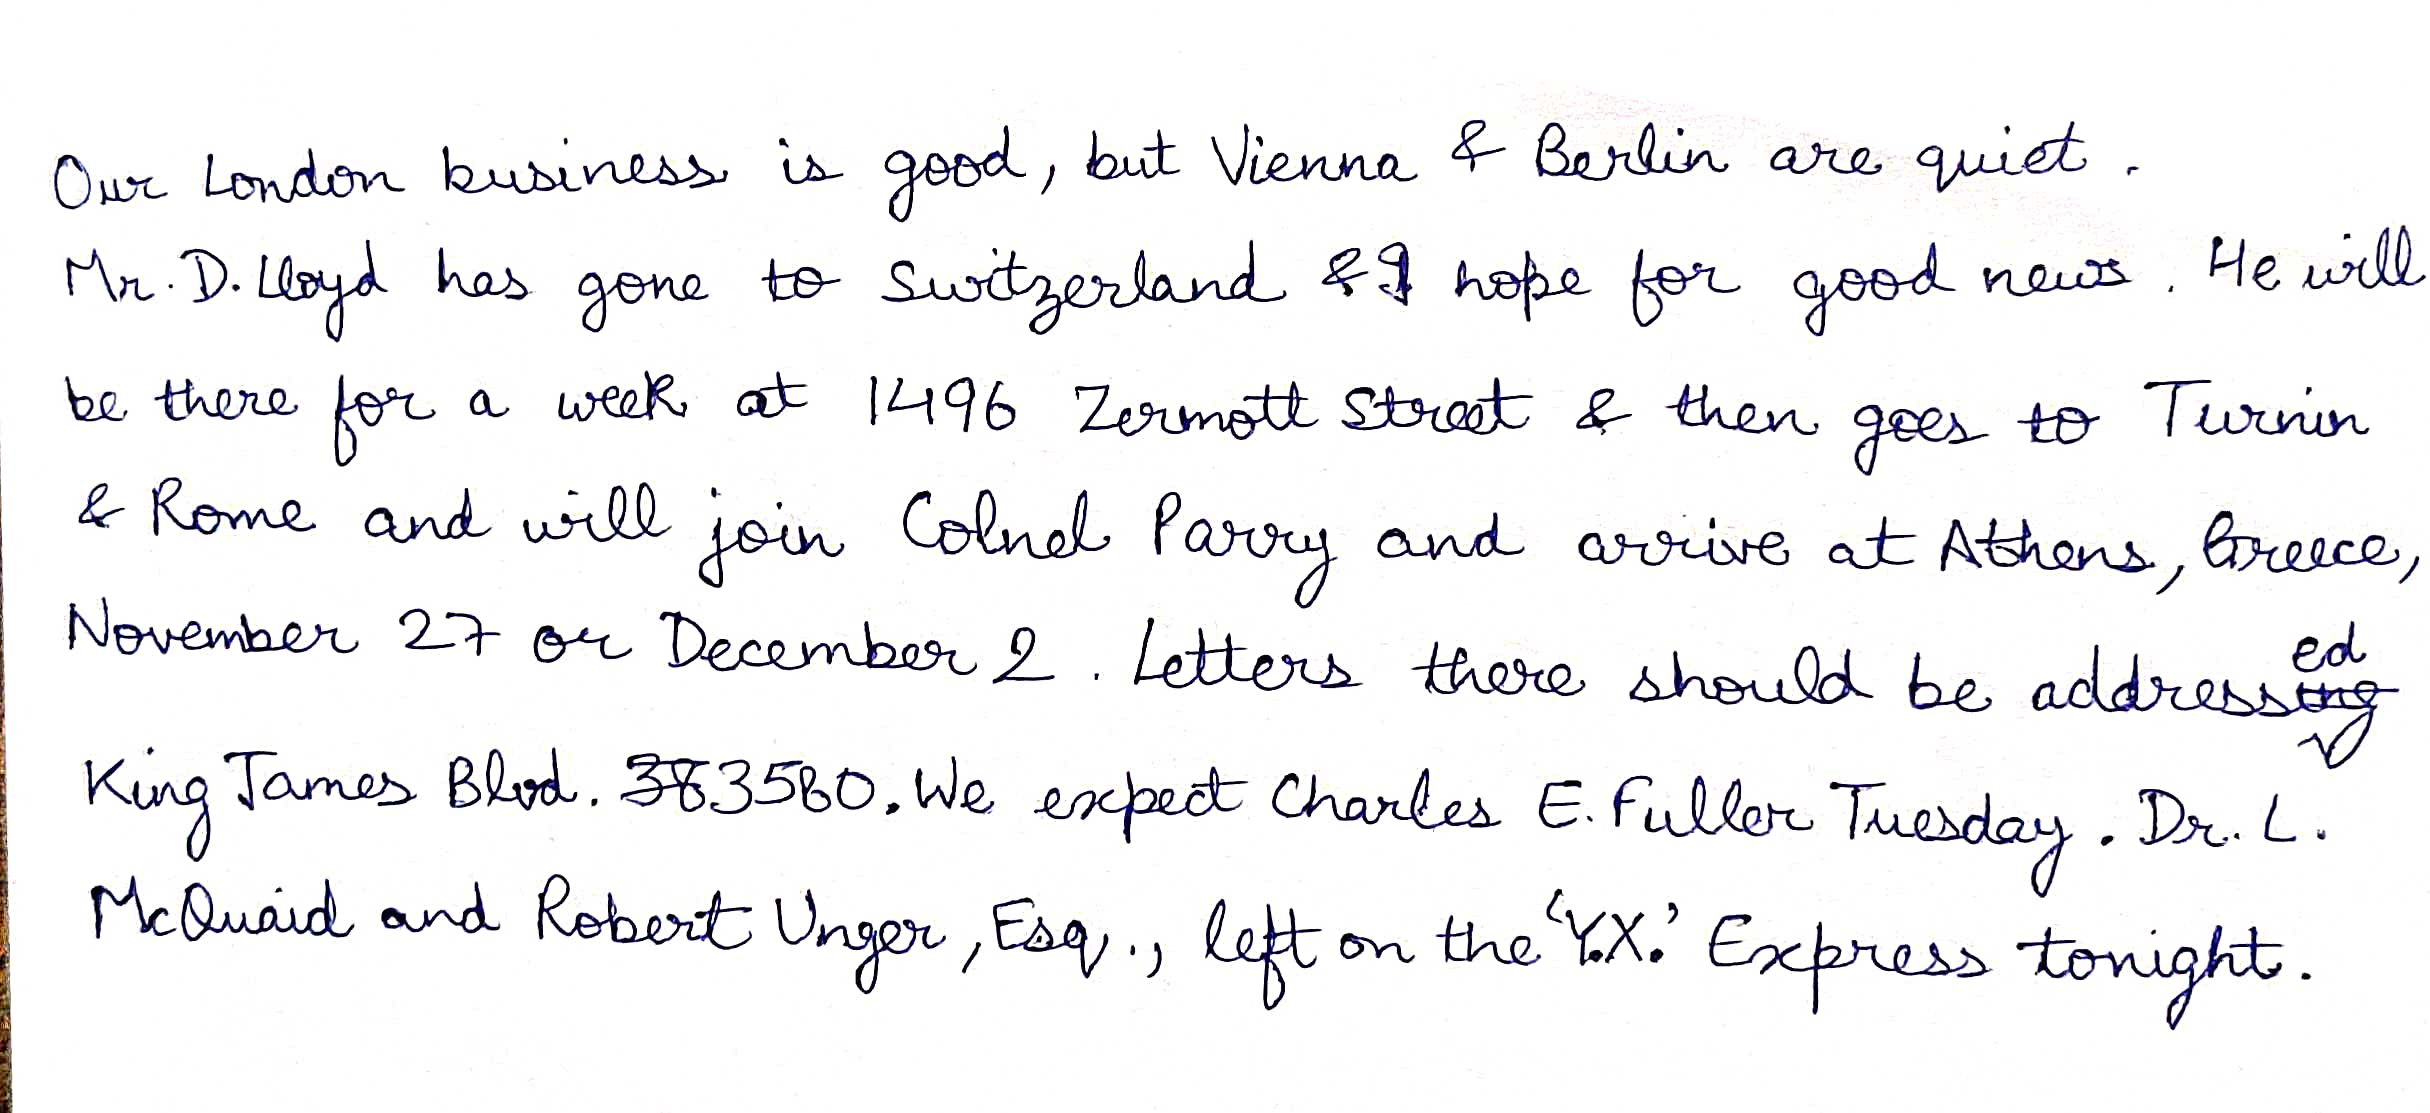 Our London business is good, but Vienna & Berlin are quiet.
Mr. D. Lloyd has gone to Switzerland & I hope for good news. He will
be there for a week at 1496 Zermott Street & then goes to Turnin
& Rome and will join Colnel Parry and arrive at Athens, Greece,
November 27 or December 2. Letters there should be addressed
King James Blvd. 383580. We expect Charles E. Fuller Tuesday. Dr. L.
McQuaid and Robert Unger, Esq., left on the 'Y.X.' Express tonight.